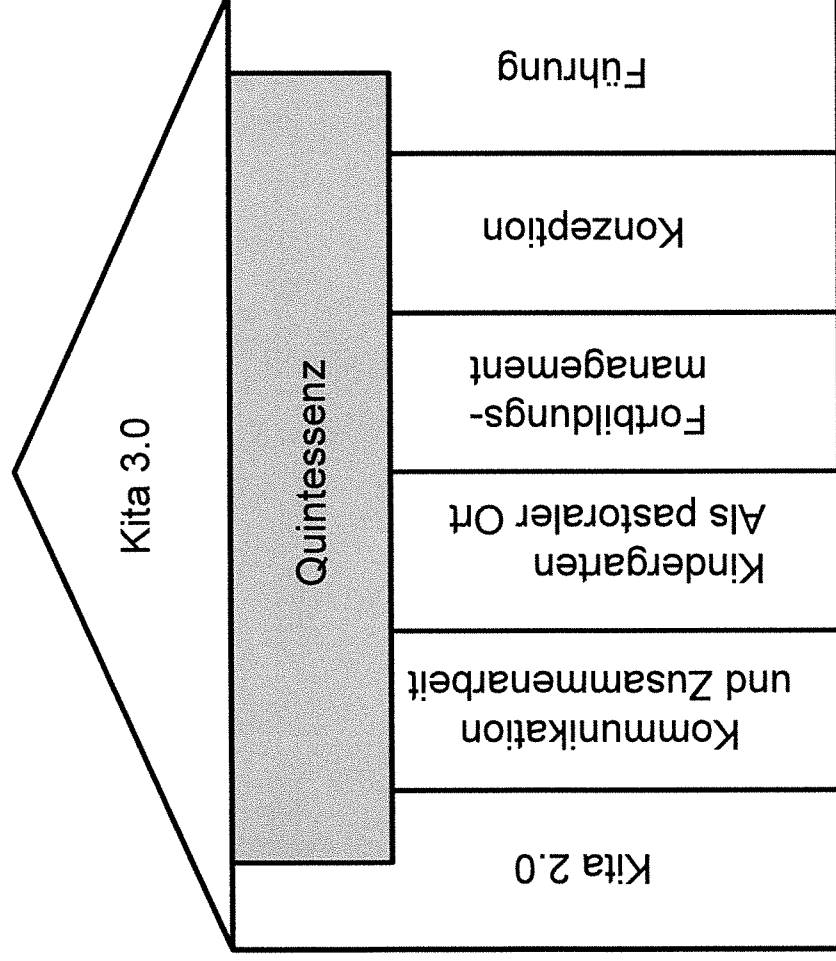 Kita 3.0
Quintessenz
Kita 2.0
Kommunikation
und Zusammenarbeit
Kindergarten
Als pastoraler Ort
Fortbildungs-
management
Konzeption
Führung